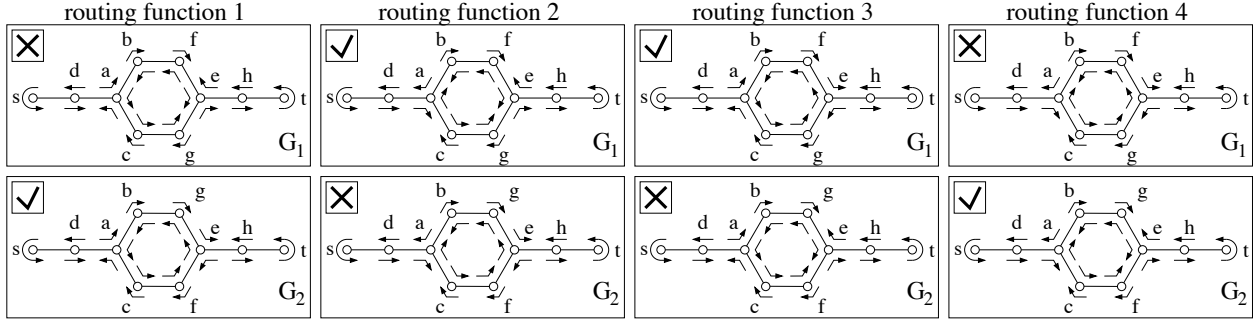 routing function 1 routing function 2 routing function 3 routing function 4
b f b f b f b f
d a e h d a e h d a e h d a e h
s t s t s t s t
c g G1 c g G1 c g G1 c g G1
b g b g b g b g
d a e h d a e h d a e h d a e h
s t s t s t s t
c f G2 c f G2 c f G2 c f G2